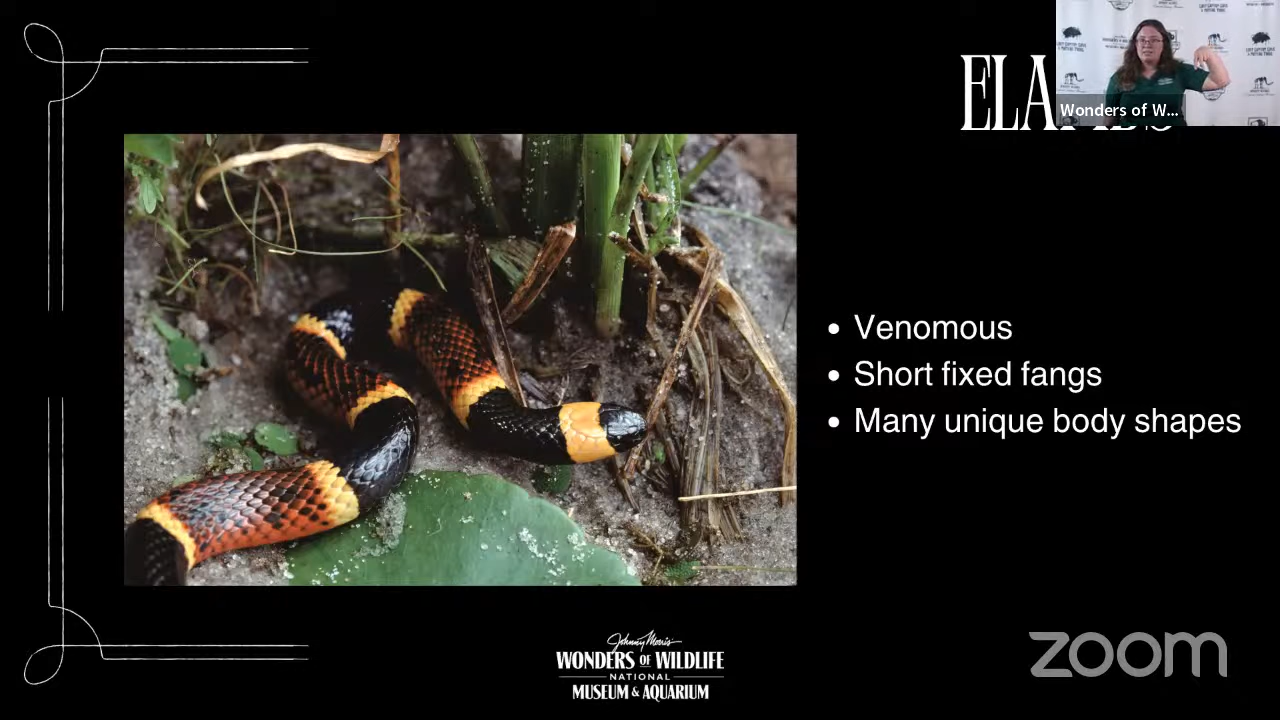 ELA
Wonders of W...
• Venomous
• Short fixed fangs
• Many unique body shapes
Johnny Morris
WONDERS OF WILDLIFE
NATIONAL
MUSEUM & AQUARIUM
zoom